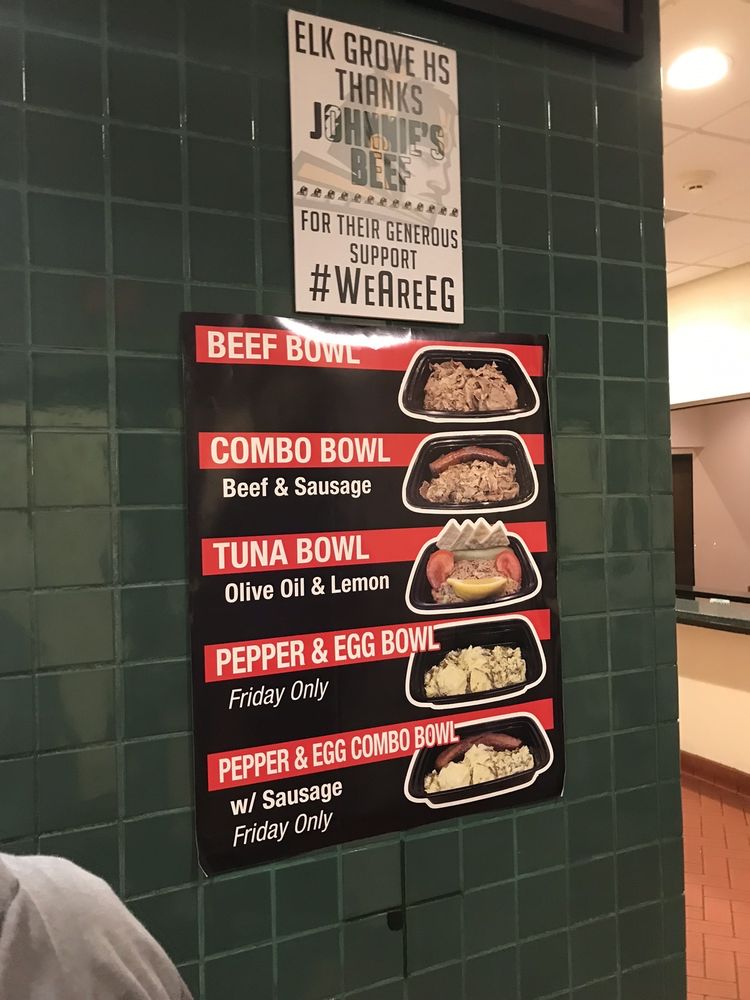 ELK GROVE HS
THANKS
JOHNNIE'S
BEEF
FOR THEIR GENEROUS
SUPPORT
#WEAREEG
BEEF BOWL
COMBO BOWL
Beef & Sausage
TUNA BOWL
Olive Oil & Lemon
PEPPER & EGG BOWL
Friday Only
PEPPER & EGG COMBO BOWL
w/ Sausage
Friday Only